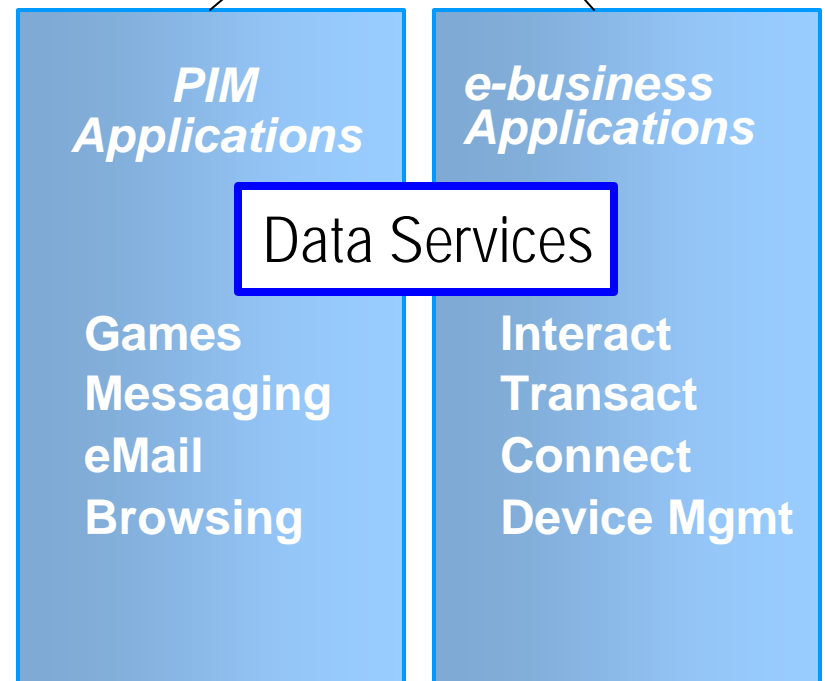 PIM
Applications
e-business
Applications
Data Services
Games
Messaging
eMail
Browsing
Interact
Transact
Connect
Device Mgmt